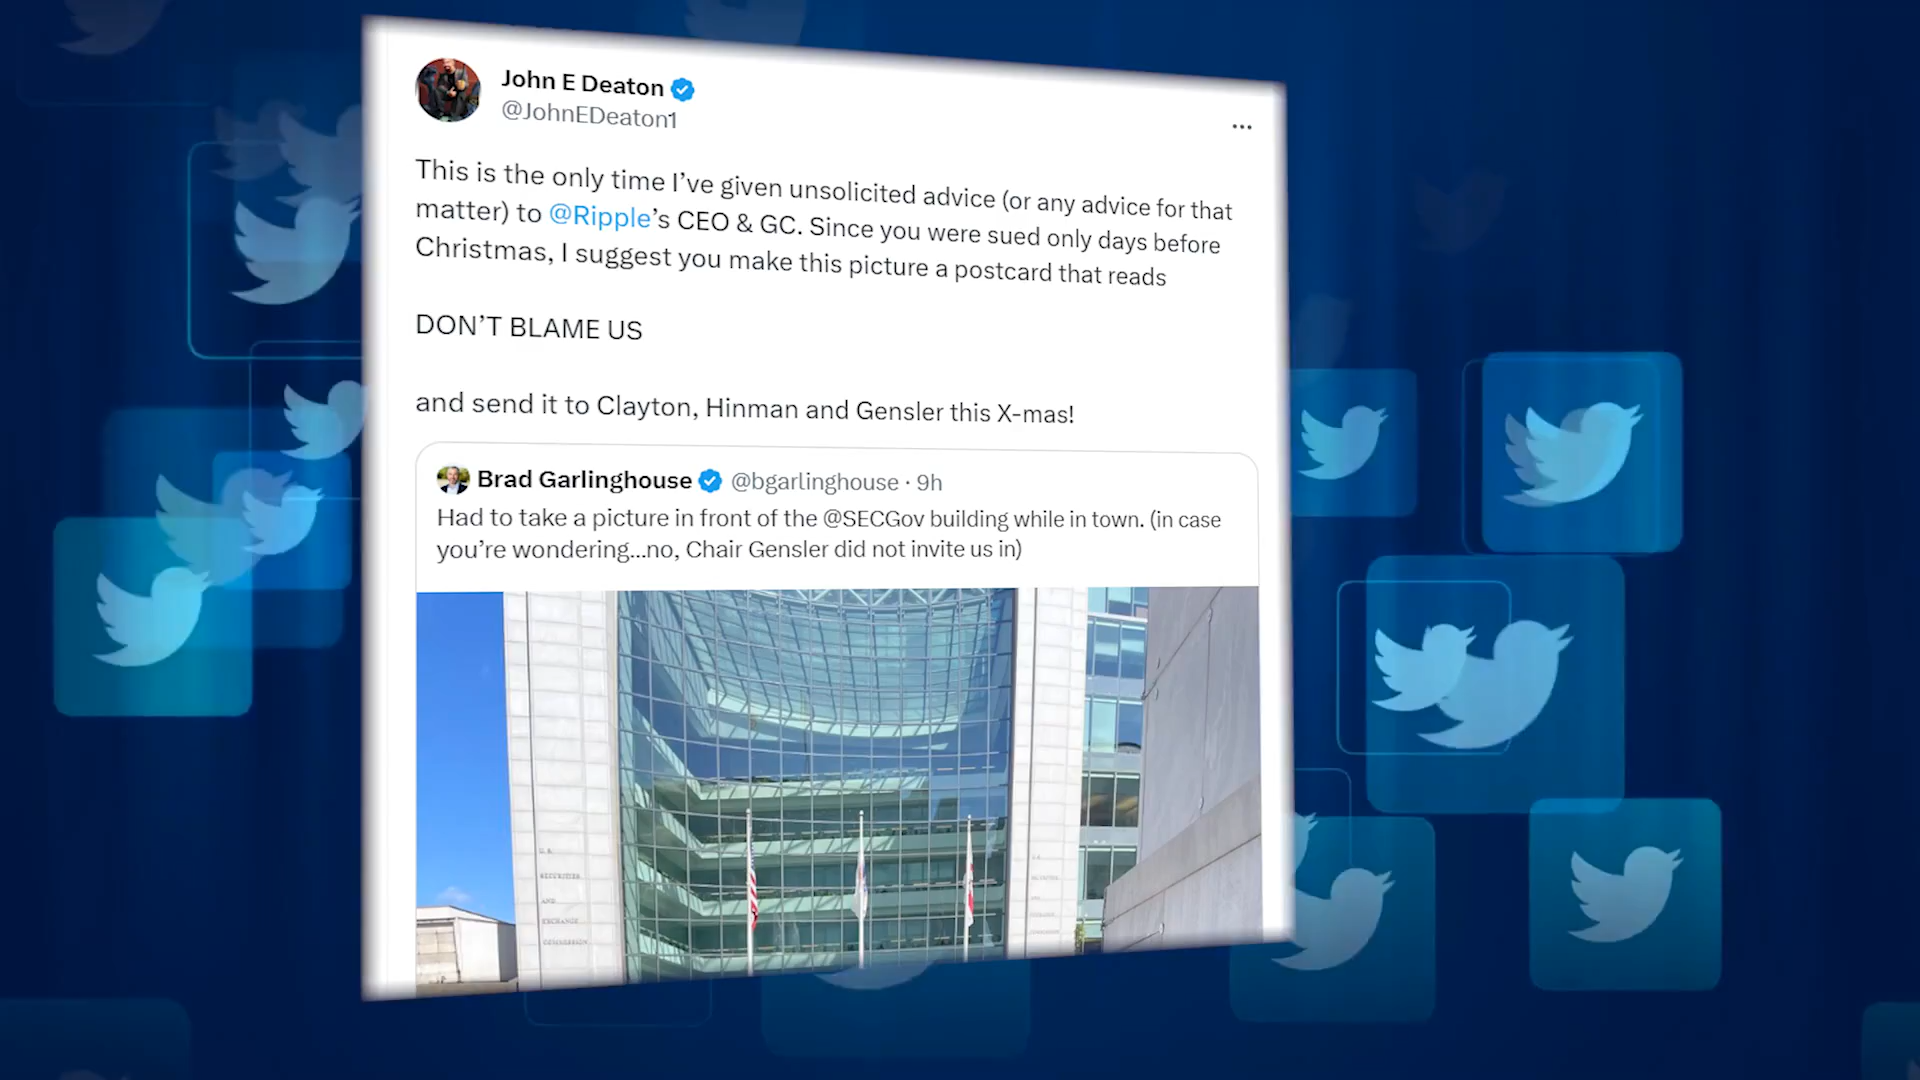 John E Deaton
@JohnEDeaton1
...
This is the only time I’ve given unsolicited advice (or any advice for that
matter) to @Ripple’s CEO & GC. Since you were sued only days before
Christmas, I suggest you make this picture a postcard that reads
DON’T BLAME US
and send it to Clayton, Hinman and Gensler this X-mas!
Brad Garlinghouse @bgarlinghouse · 9h
Had to take a picture in front of the @SECGov building while in town. (in case
you’re wondering...no, Chair Gensler did not invite us in)
U.S.
SECURITIES
AND
EXCHANGE
COMMISSION